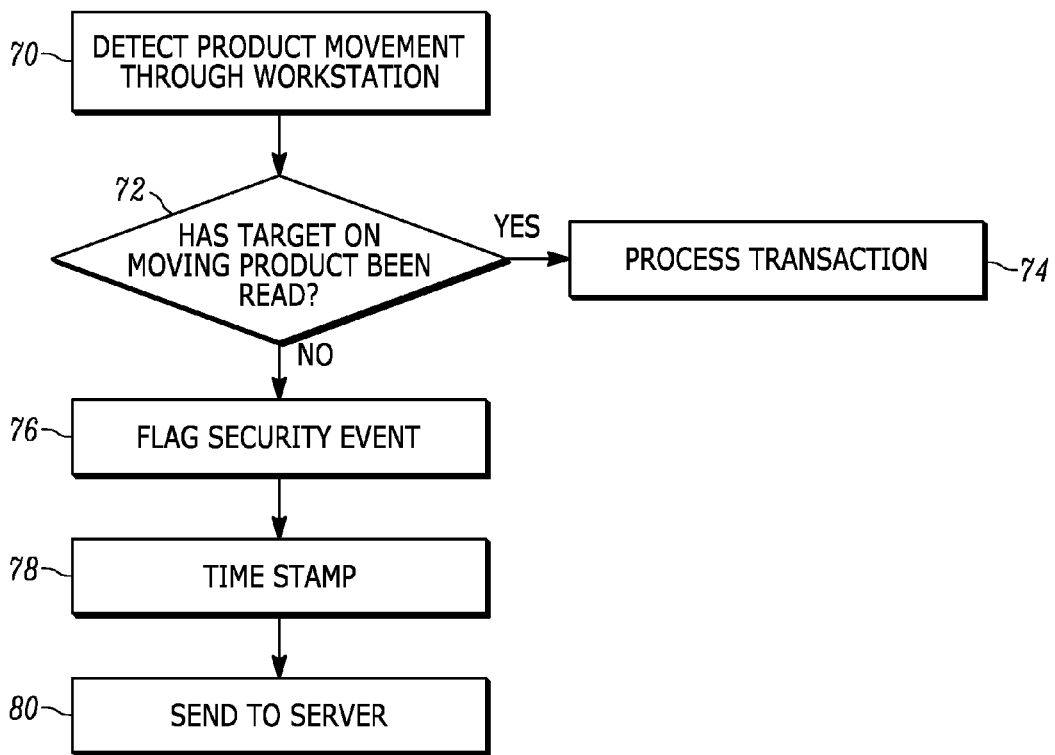 70
DETECT PRODUCT MOVEMENT
THROUGH WORKSTATION
72
HAS TARGET ON
MOVING PRODUCT BEEN
READ?
YES
PROCESS TRANSACTION
74
NO
76
FLAG SECURITY EVENT
78
TIME STAMP
80
SEND TO SERVER